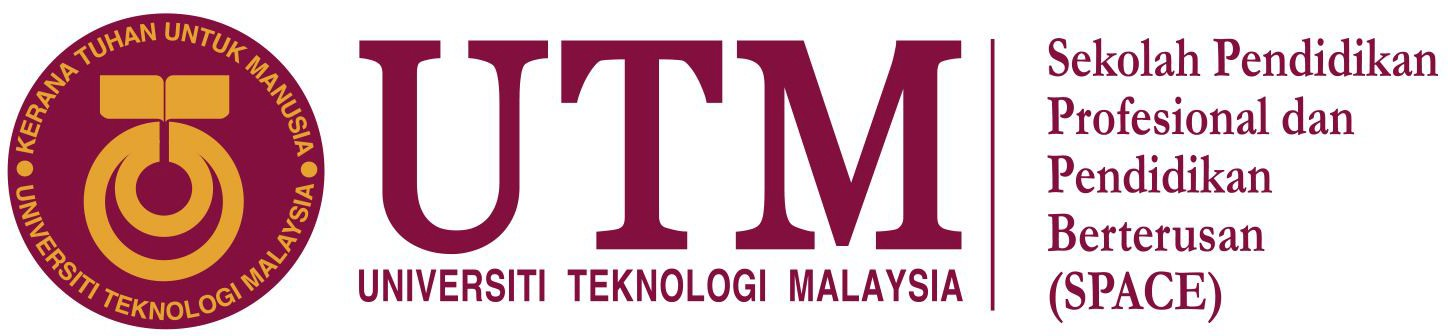 KERANA TUHAN UNTUK MANUSIA
UNIVERSITI TEKNOLOGI MALAYSIA
UTM
UNIVERSITI TEKNOLOGI MALAYSIA
Sekolah Pendidikan
Profesional dan
Pendidikan
Berterusan
(SPACE)